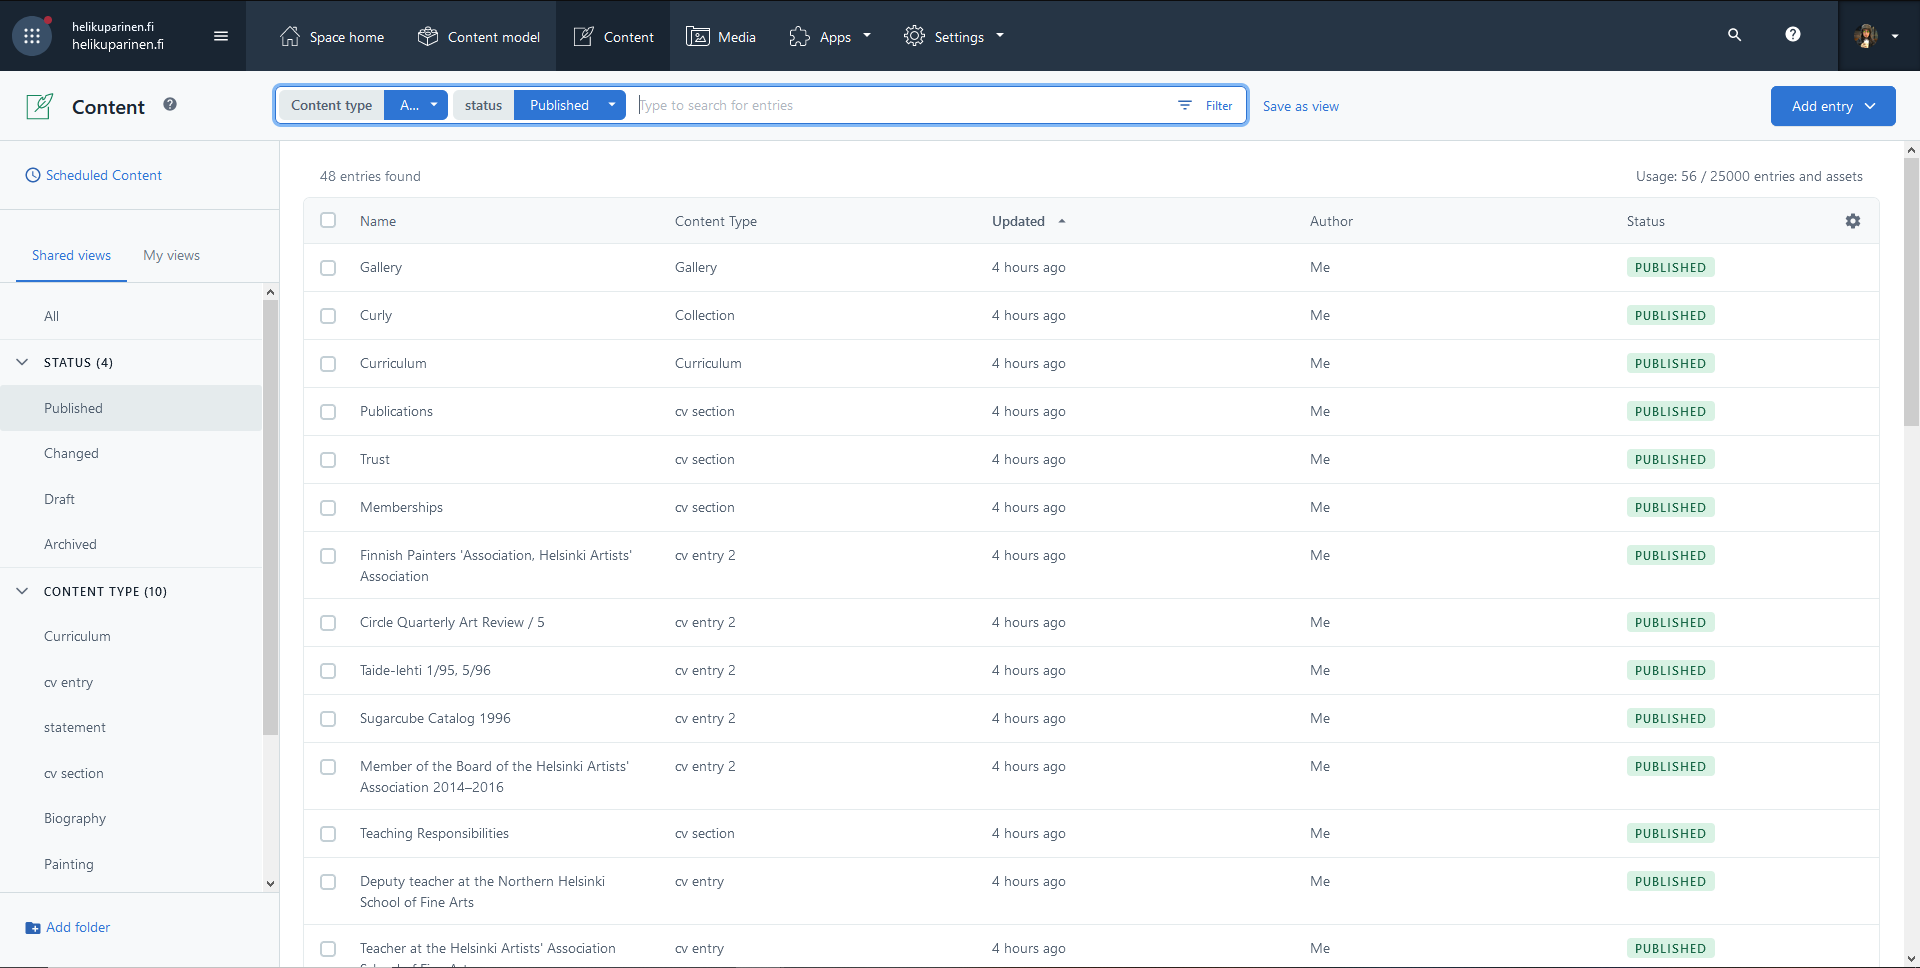 helikuparinen.fi
helikuparinen.fi
Space home
Content model
Content
Media
Apps
Settings
Content
Content type A... status Published Type to search for entries Filter
Save as view
Add entry
Scheduled Content
Shared views My views
All
STATUS (4)
Published
Changed
Draft
Archived
CONTENT TYPE (10)
Curriculum
cv entry
statement
cv section
Biography
Painting
Add folder
48 entries found
Usage: 56 / 25000 entries and assets
Name Content Type Updated Author Status
Gallery Gallery 4 hours ago Me PUBLISHED
Curly Collection 4 hours ago Me PUBLISHED
Curriculum Curriculum 4 hours ago Me PUBLISHED
Publications cv section 4 hours ago Me PUBLISHED
Trust cv section 4 hours ago Me PUBLISHED
Memberships cv section 4 hours ago Me PUBLISHED
Finnish Painters 'Association, Helsinki Artists' cv entry 2 4 hours ago Me PUBLISHED
Association
Circle Quarterly Art Review / 5 cv entry 2 4 hours ago Me PUBLISHED
Taide-lehti 1/95, 5/96 cv entry 2 4 hours ago Me PUBLISHED
Sugarcube Catalog 1996 cv entry 2 4 hours ago Me PUBLISHED
Member of the Board of the Helsinki Artists' cv entry 2 4 hours ago Me PUBLISHED
Association 2014–2016
Teaching Responsibilities cv section 4 hours ago Me PUBLISHED
Deputy teacher at the Northern Helsinki cv entry 4 hours ago Me PUBLISHED
School of Fine Arts
Teacher at the Helsinki Artists' Association cv entry 4 hours ago Me PUBLISHED